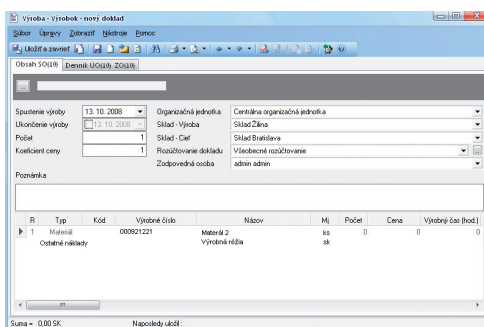 Výroba - Výrobok - nový doklad
Súbor Úpravy Zobraziť Nástroje Pomoc
Uložiť a zavrieť
Obsah SO(10) Denník ÚO(10) ZO(10)
Spustenie výroby 13. 10. 2008 Organizačná jednotka Centrálna organizačná jednotka
Ukončenie výroby 13. 10. 2008 Sklad - Výroba Sklad Žilina
Počet 1 Sklad - Cieľ Sklad Bratislava
Koeficient ceny 1 Rozúčtovanie dokladu Všeobecné rozúčtovanie
Zodpovedná osoba admin admin
Poznámka
R Typ Kód Výrobné číslo Názov Mj Počet Cena Výrobný čas (hod.)
1 Materiál 000921221 Materál 2 ks 0 0 0
Ostatné náklady Výrobná réžia sk
Suma = 0,00 SK Naposledy uložil :